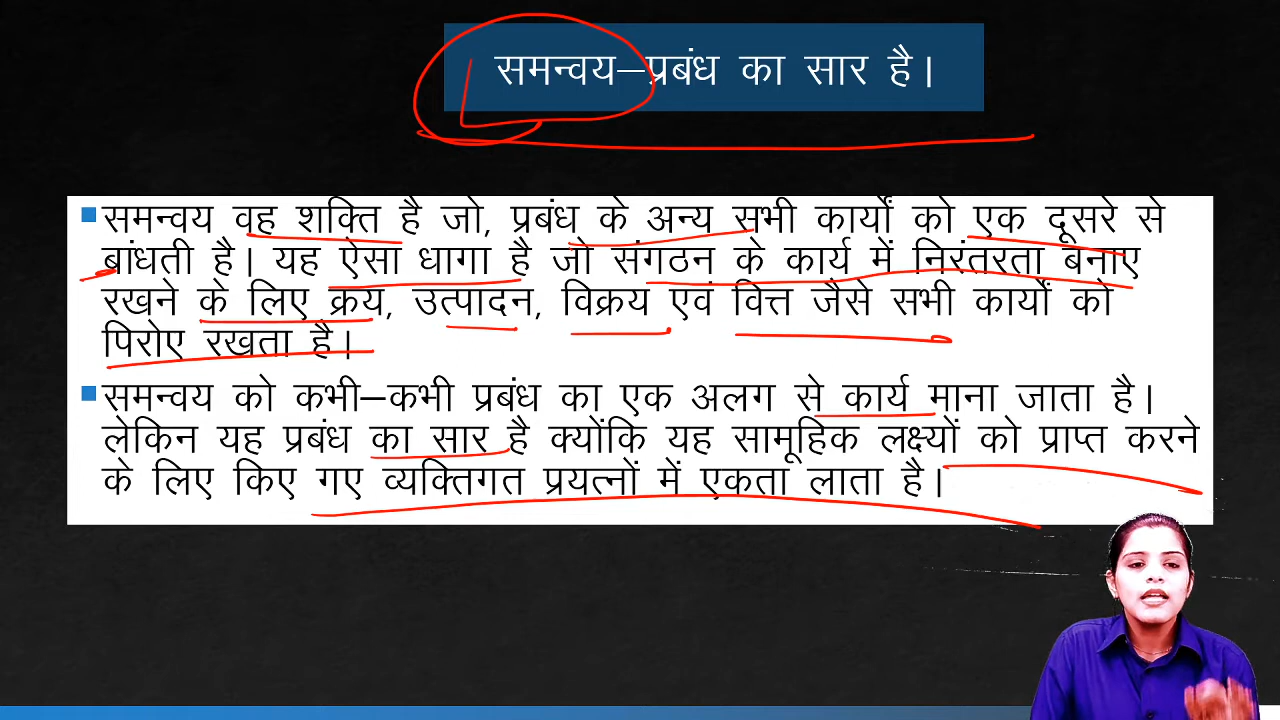 समन्वय–प्रबंध का सार है।
समन्वय वह शक्ति है जो, प्रबंध के अन्य सभी कार्यों को एक दूसरे से
बांधती है। यह ऐसा धागा है जो संगठन के कार्य में निरंतरता बनाए
रखने के लिए क्रय, उत्पादन, विक्रय एवं वित्त जैसे सभी कार्यों को
पिरोए रखता है।
समन्वय को कभी–कभी प्रबंध का एक अलग से कार्य माना जाता है।
लेकिन यह प्रबंध का सार है क्योंकि यह सामूहिक लक्ष्यों को प्राप्त करने
के लिए किए गए व्यक्तिगत प्रयत्नों में एकता लाता है।